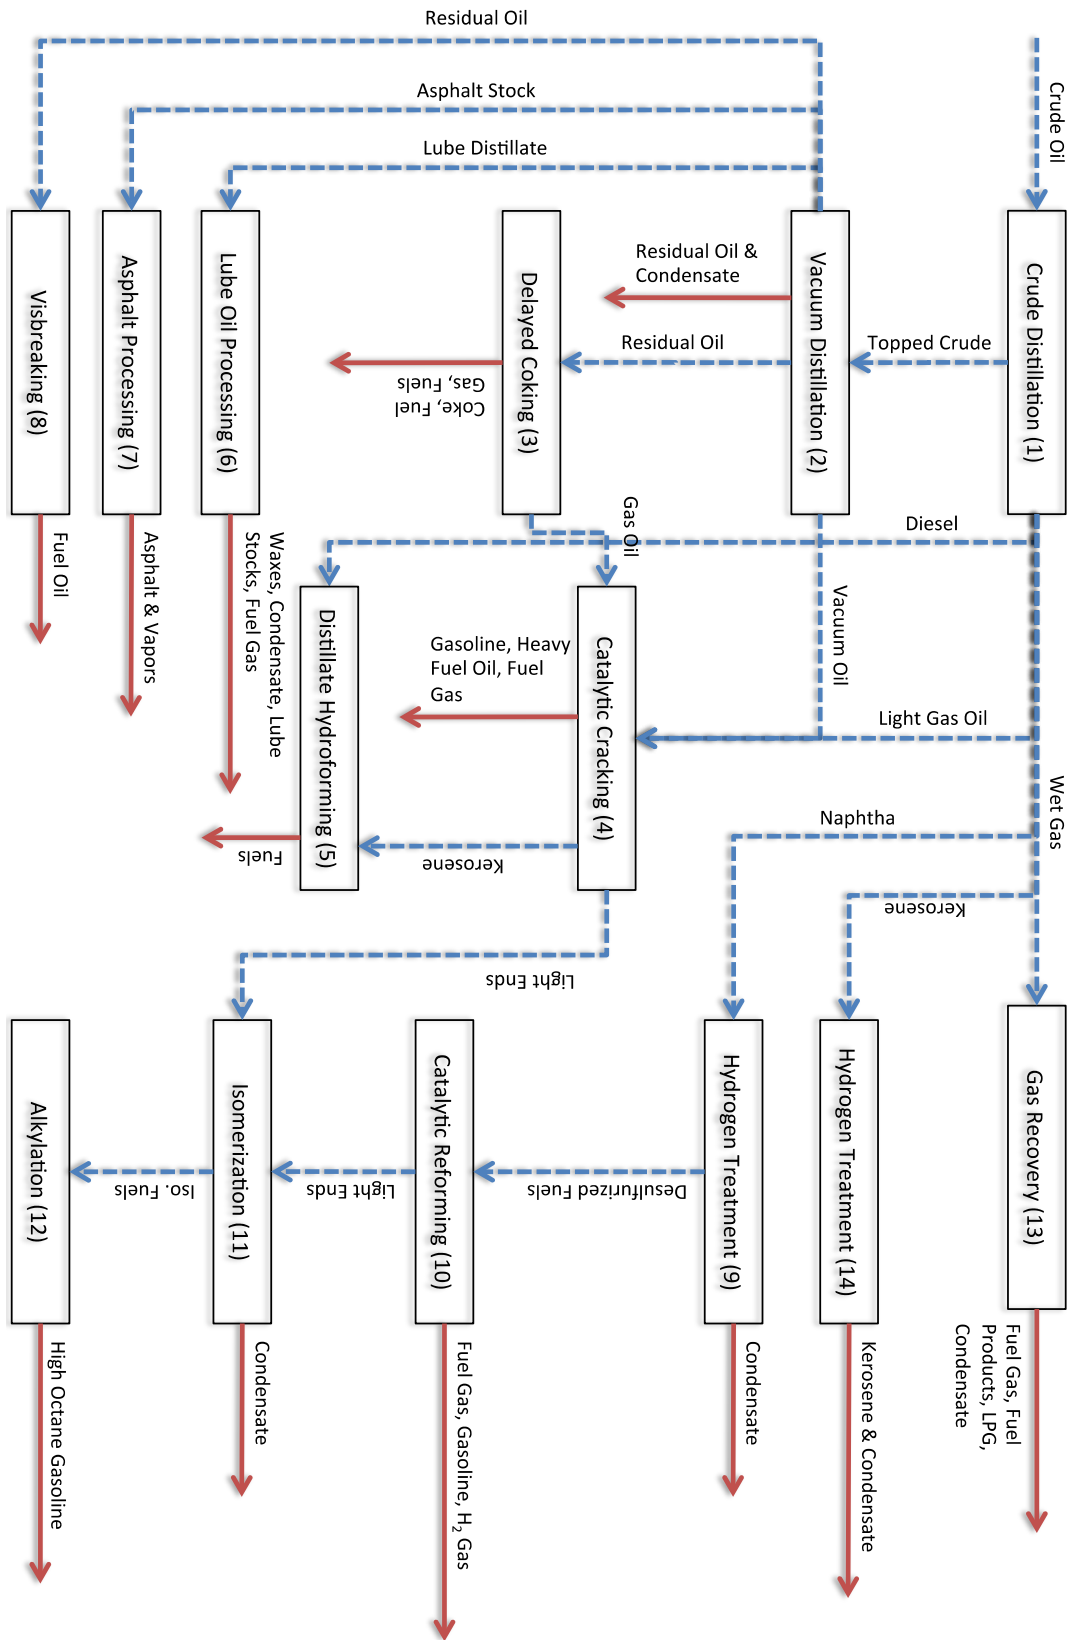 Residual Oil
Asphalt Stock
Lube Distillate
Crude Oil
Crude Distillation (1)
Topped Crude
Vacuum Distillation (2)
Residual Oil &
Condensate
Residual Oil
Delayed Coking (3)
Coke, Fuel
Gas, Fuels
Lube Oil Processing (6)
Asphalt Processing (7)
Visbreaking (8)
Fuel Oil
Asphalt & Vapors
Waxes, Condensate, Lube
Stocks, Fuel Gas
Gas Oil
Diesel
Vacuum Oil
Light Gas Oil
Wet Gas
Naphtha
Kerosene
Catalytic Cracking (4)
Gasoline, Heavy
Fuel Oil, Fuel
Gas
Distillate Hydroforming (5)
Kerosene
Fuels
Light Ends
Gas Recovery (13)
Hydrogen Treatment (14)
Hydrogen Treatment (9)
Desulfurized Fuels
Catalytic Reforming (10)
Light Ends
Isomerization (11)
Iso. Fuels
Alkylation (12)
Fuel Gas, Fuel
Products, LPG,
Condensate
Kerosene & Condensate
Condensate
Fuel Gas, Gasoline, H₂ Gas
Condensate
High Octane Gasoline